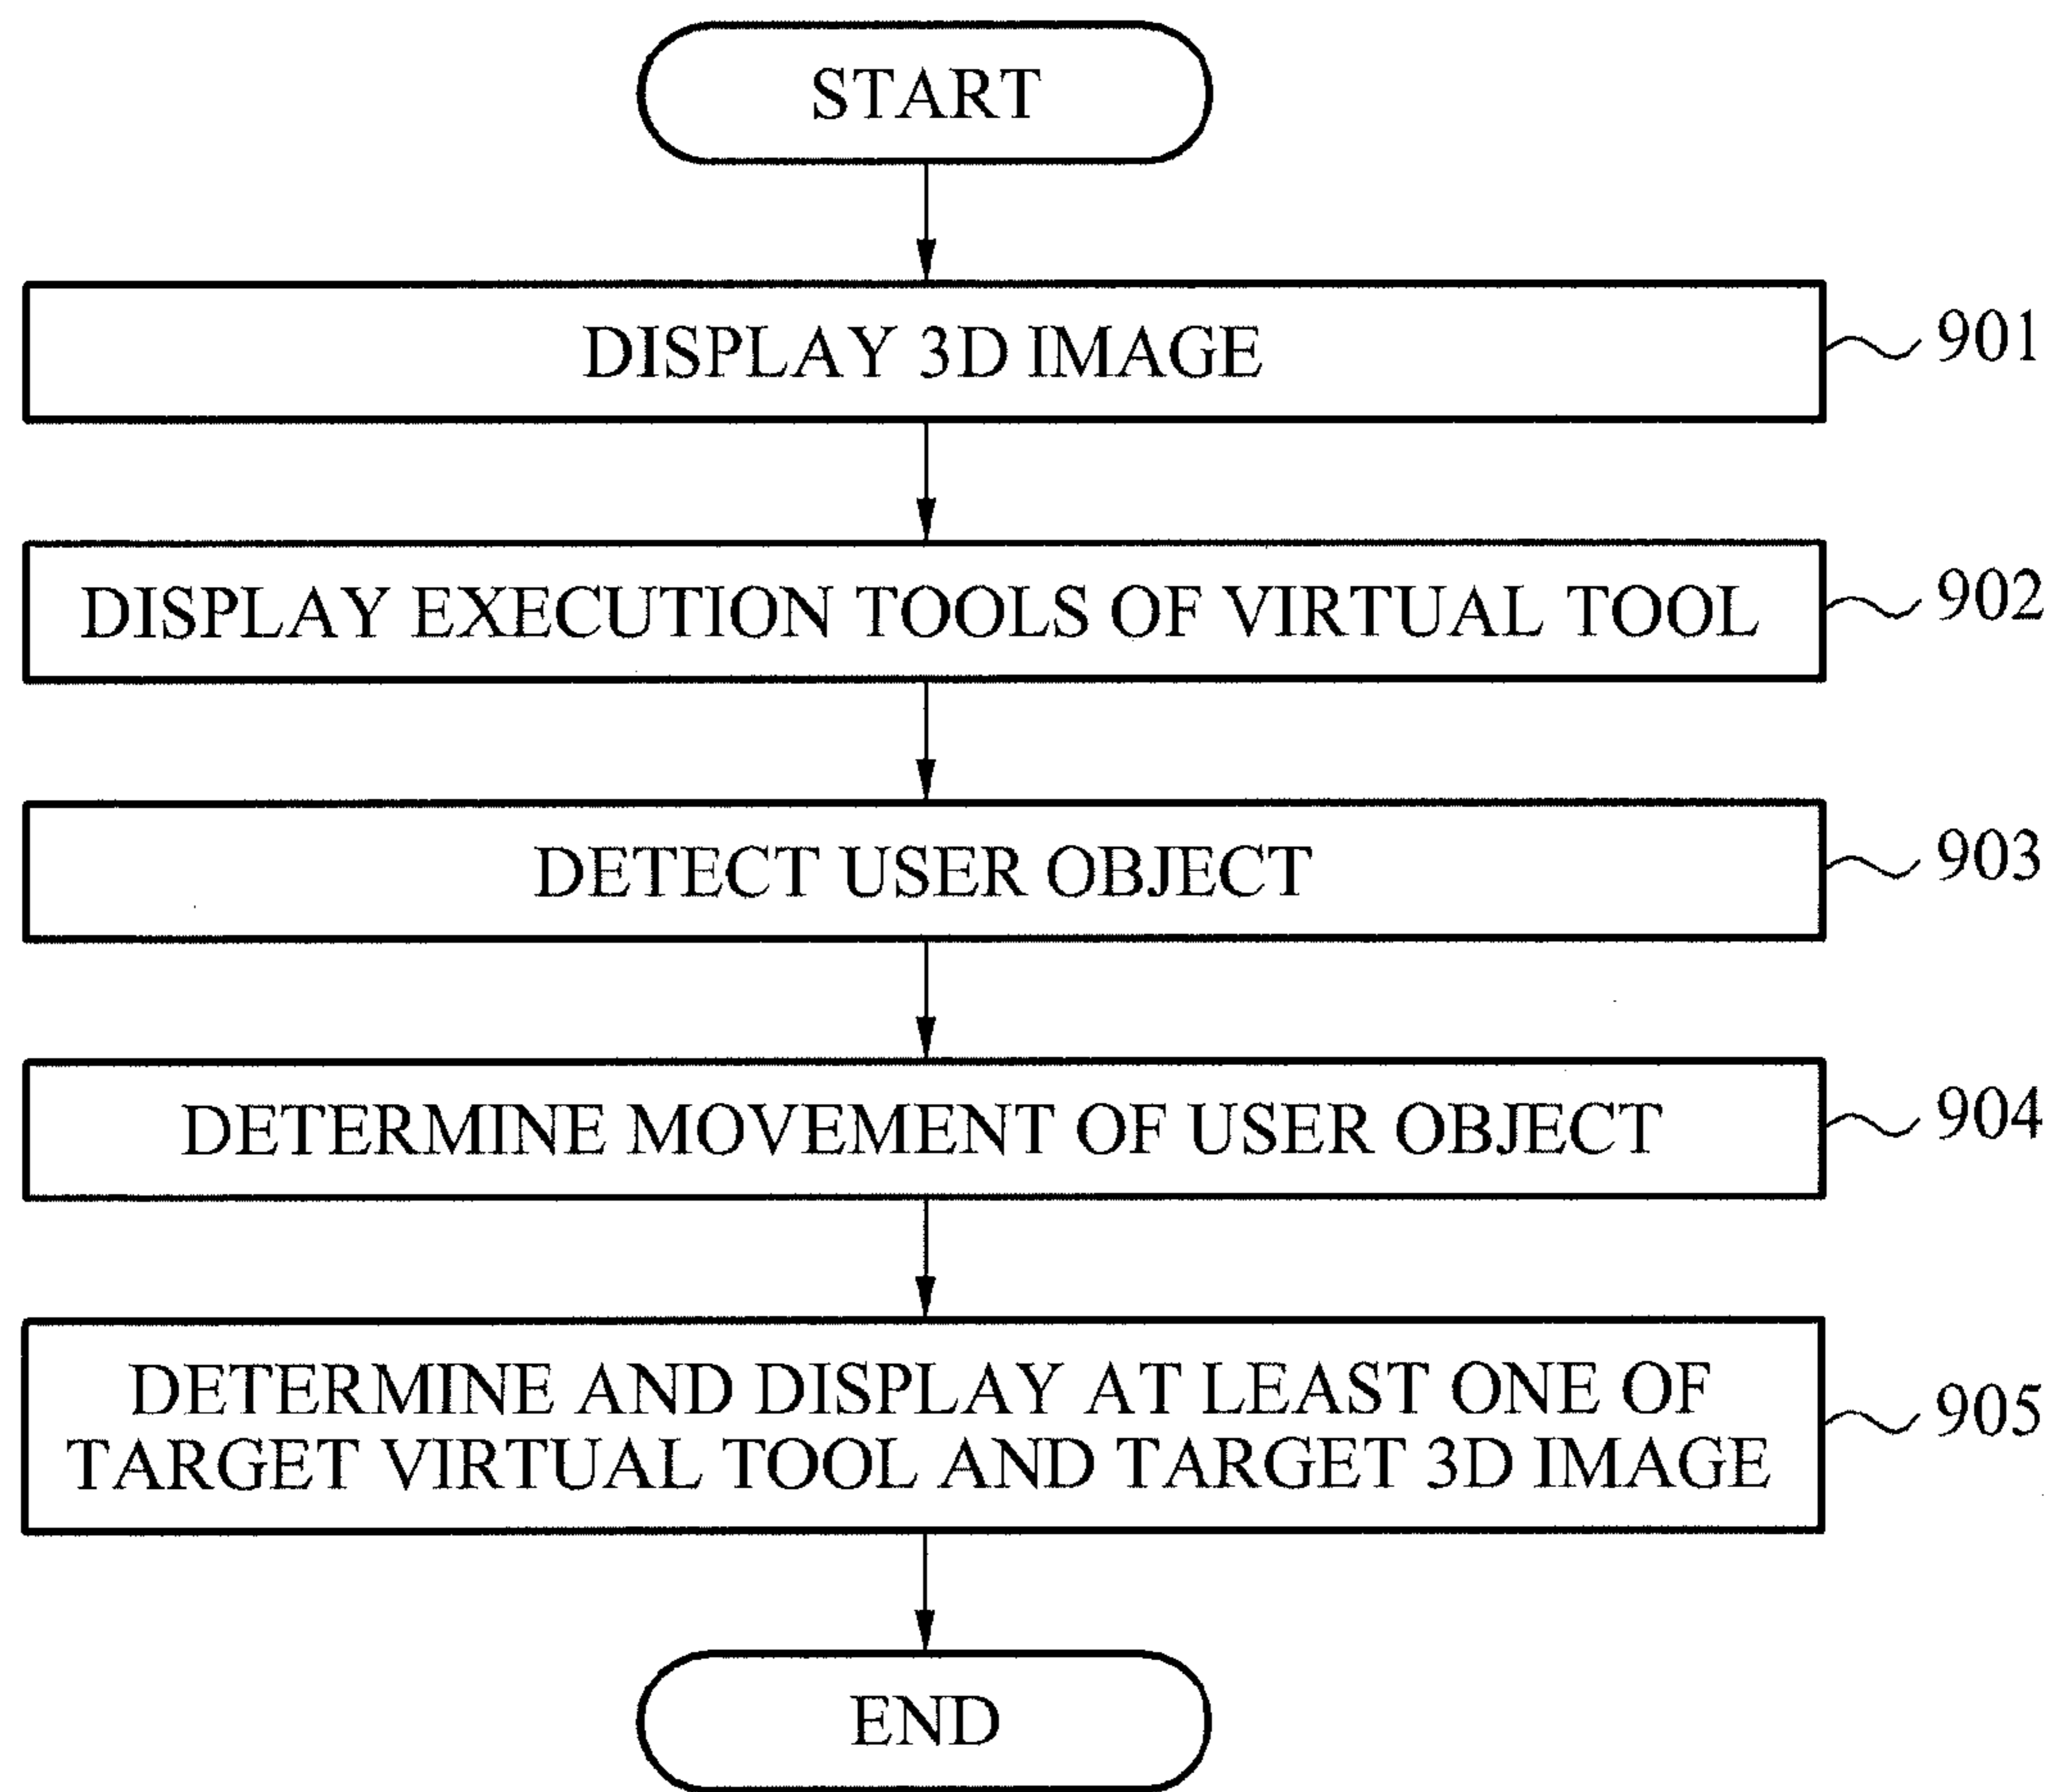 START
DISPLAY 3D IMAGE
901
DISPLAY EXECUTION TOOLS OF VIRTUAL TOOL
902
DETECT USER OBJECT
903
DETERMINE MOVEMENT OF USER OBJECT
904
DETERMINE AND DISPLAY AT LEAST ONE OF
TARGET VIRTUAL TOOL AND TARGET 3D IMAGE
905
END